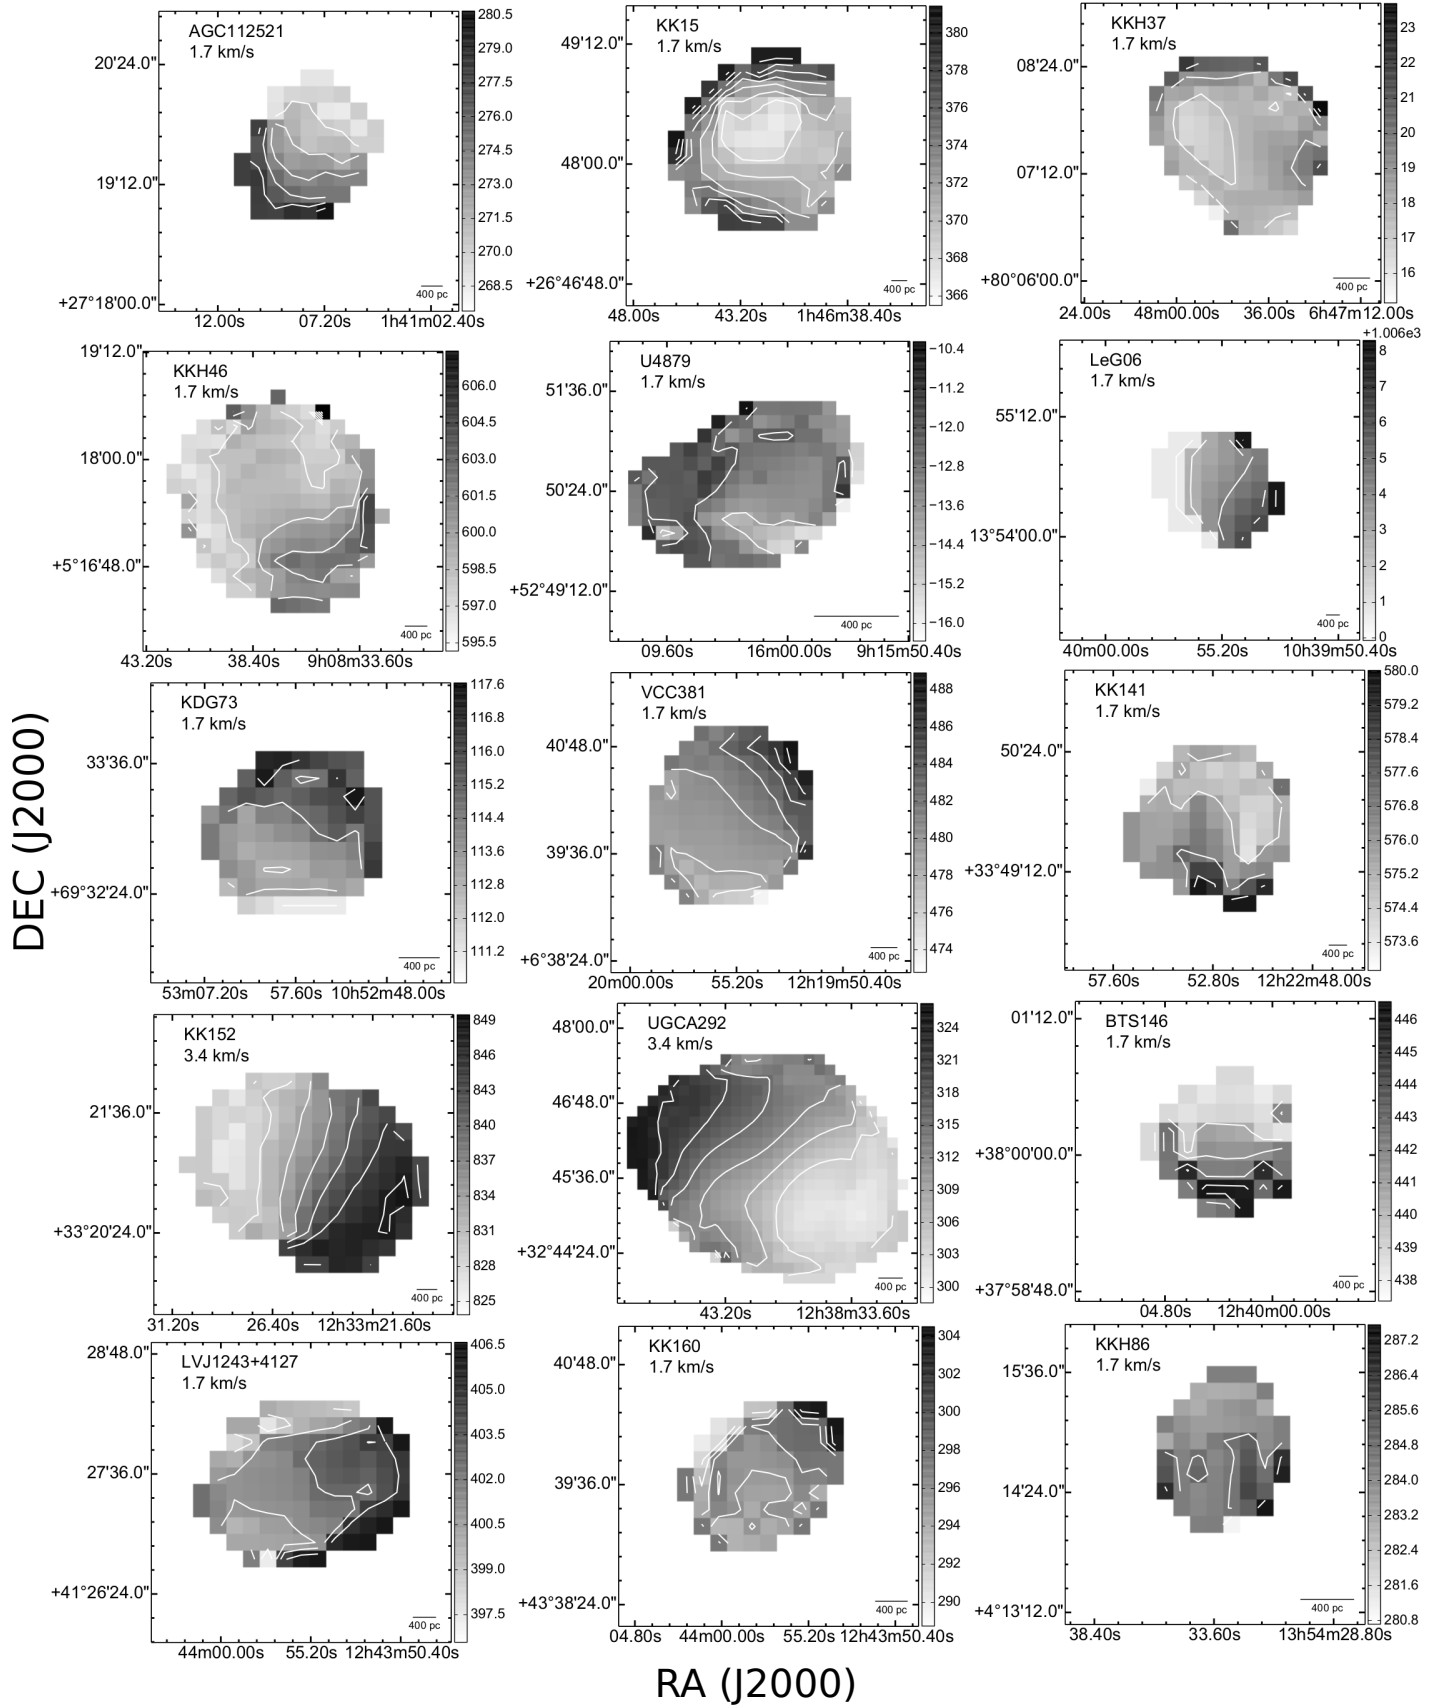 AGC112521
1.7 km/s
20'24.0"
19'12.0"
+27°18'00.0"
12.00s 07.20s 1h41m02.40s
400 pc
280.5
279.0
277.5
276.0
274.5
273.0
271.5
270.0
268.5
KK15
1.7 km/s
49'12.0"
48'00.0"
+26°46'48.0"
48.00s 43.20s 1h46m38.40s
400 pc
380
378
376
374
372
370
368
366
KKH37
1.7 km/s
08'24.0"
07'12.0"
+80°06'00.0"
24.00s 48m00.00s 36.00s 6h47m12.00s
400 pc
23
22
21
20
19
18
17
16
KKH46
1.7 km/s
19'12.0"
18'00.0"
+5°16'48.0"
43.20s 38.40s 9h08m33.60s
400 pc
606.0
604.5
603.0
601.5
600.0
598.5
597.0
595.5
U4879
1.7 km/s
51'36.0"
50'24.0"
+52°49'12.0"
09.60s 16m00.00s 9h15m50.40s
400 pc
−10.4
−11.2
−12.0
−12.8
−13.6
−14.4
−15.2
−16.0
LeG06
1.7 km/s
55'12.0"
13°54'00.0"
40m00.00s 55.20s 10h39m50.40s
400 pc
+1.006e3
8
7
6
5
4
3
2
1
0
KDG73
1.7 km/s
33'36.0"
+69°32'24.0"
53m07.20s 57.60s 10h52m48.00s
400 pc
117.6
116.8
116.0
115.2
114.4
113.6
112.8
112.0
111.2
VCC381
1.7 km/s
40'48.0"
39'36.0"
+6°38'24.0"
20m00.00s 55.20s 12h19m50.40s
400 pc
488
486
484
482
480
478
476
474
KK141
1.7 km/s
50'24.0"
+33°49'12.0"
57.60s 52.80s 12h22m48.00s
400 pc
580.0
579.2
578.4
577.6
576.8
576.0
575.2
574.4
573.6
KK152
3.4 km/s
21'36.0"
+33°20'24.0"
31.20s 26.40s 12h33m21.60s
400 pc
849
846
843
840
837
834
831
828
825
UGCA292
3.4 km/s
48'00.0"
46'48.0"
45'36.0"
+32°44'24.0"
43.20s 12h38m33.60s
400 pc
324
321
318
315
312
309
306
303
300
BTS146
1.7 km/s
01'12.0"
+38°00'00.0"
+37°58'48.0"
04.80s 12h40m00.00s
400 pc
446
445
444
443
442
441
440
439
438
LVJ1243+4127
1.7 km/s
28'48.0"
27'36.0"
+41°26'24.0"
44m00.00s 55.20s 12h43m50.40s
400 pc
406.5
405.0
403.5
402.0
400.5
399.0
397.5
KK160
1.7 km/s
40'48.0"
39'36.0"
+43°38'24.0"
04.80s 44m00.00s 55.20s 12h43m50.40s
400 pc
304
302
300
298
296
294
292
290
KKH86
1.7 km/s
15'36.0"
14'24.0"
+4°13'12.0"
38.40s 33.60s 13h54m28.80s
400 pc
287.2
286.4
285.6
284.8
284.0
283.2
282.4
281.6
280.8
DEC (J2000)
RA (J2000)